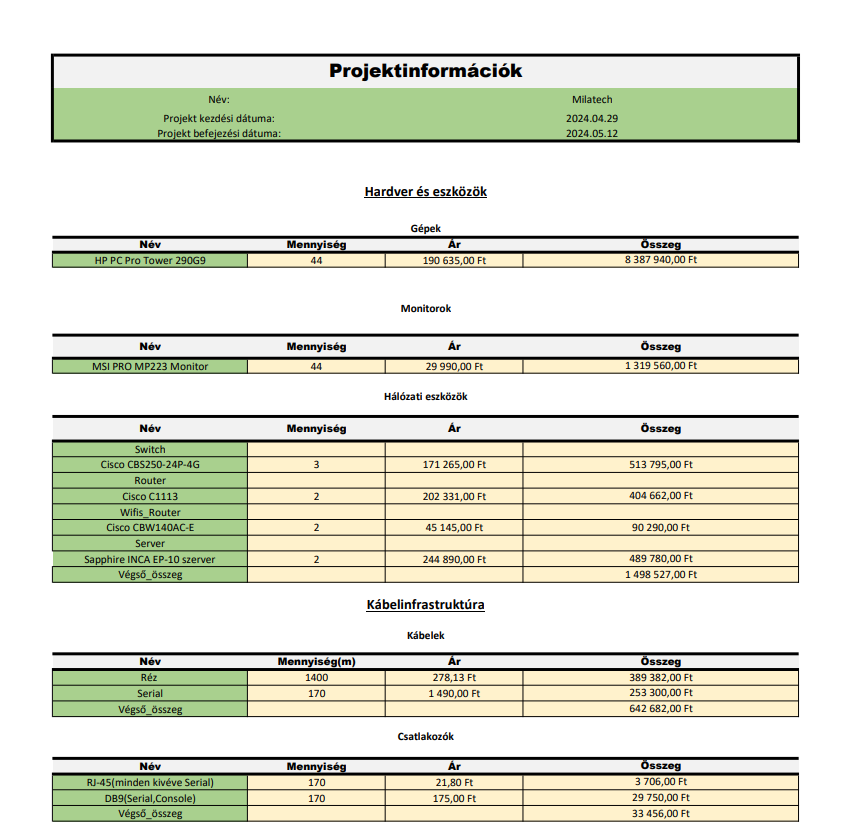 Projektinformációk
Név: Milatech
Projekt kezdési dátuma: 2024.04.29
Projekt befejezési dátuma: 2024.05.12
Hardver és eszközök
Gépek
Név Mennyiség Ár Összeg
HP PC Pro Tower 290G9 44 190 635,00 Ft 8 387 940,00 Ft
Monitorok
Név Mennyiség Ár Összeg
MSI PRO MP223 Monitor 44 29 990,00 Ft 1 319 560,00 Ft
Hálózati eszközök
Név Mennyiség Ár Összeg
Switch
Cisco CBS250-24P-4G 3 171 265,00 Ft 513 795,00 Ft
Router
Cisco C1113 2 202 331,00 Ft 404 662,00 Ft
Wifis_Router
Cisco CBW140AC-E 2 45 145,00 Ft 90 290,00 Ft
Server
Sapphire INCA EP-10 szerver 2 244 890,00 Ft 489 780,00 Ft
Végső_összeg 1 498 527,00 Ft
Kábelinfrastruktúra
Kábelek
Név Mennyiség(m) Ár Összeg
Réz 1400 278,13 Ft 389 382,00 Ft
Serial 170 1 490,00 Ft 253 300,00 Ft
Végső_összeg 642 682,00 Ft
Csatlakozók
Név Mennyiség Ár Összeg
RJ-45(minden kivéve Serial) 170 21,80 Ft 3 706,00 Ft
DB9(Serial,Console) 170 175,00 Ft 29 750,00 Ft
Végső_összeg 33 456,00 Ft